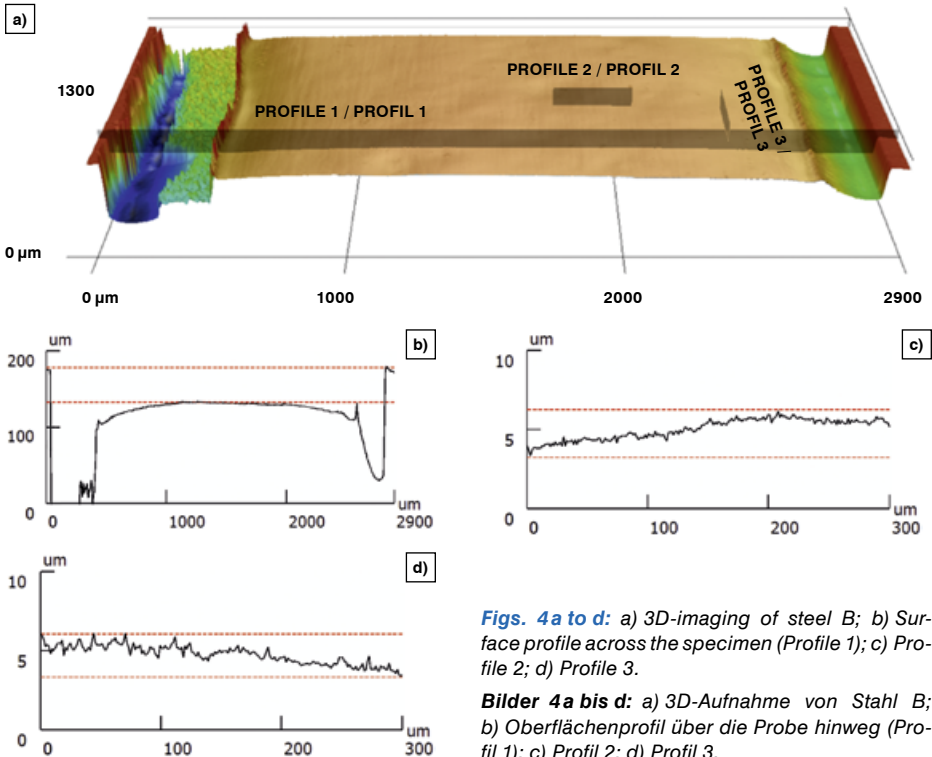 a)
1300
PROFILE 1 / PROFIL 1
PROFILE 2 / PROFIL 2
PROFILE 3 /
PROFIL 3
0 µm
0 µm
1000
2000
2900
b)
um
200
100
0
0
1000
2000
um
2900
c)
um
10
5
0
0
100
200
um
300
d)
um
10
5
0
0
100
200
um
300
Figs. 4a to d: a) 3D-imaging of steel B; b) Sur-
face profile across the specimen (Profile 1); c) Pro-
file 2; d) Profile 3.
Bilder 4a bis d: a) 3D-Aufnahme von Stahl B;
b) Oberflächenprofil über die Probe hinweg (Pro-
fil 1); c) Profil 2; d) Profil 3.